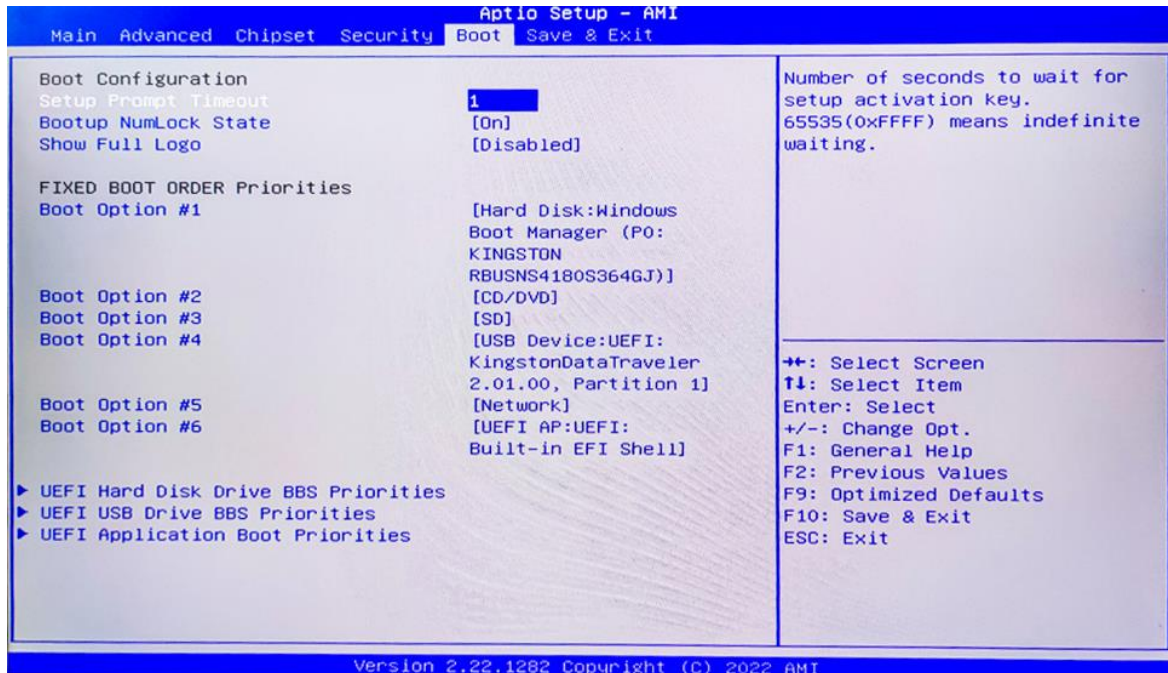 Aptio Setup – AMI
Main Advanced Chipset Security Boot Save & Exit
Boot Configuration
Setup Prompt Timeout 1
Bootup NumLock State [On]
Show Full Logo [Disabled]
FIXED BOOT ORDER Priorities
Boot Option #1 [Hard Disk:Windows
Boot Manager (P0:
KINGSTON
RBUSNS4180S364GJ)]
Boot Option #2 [CD/DVD]
Boot Option #3 [SD]
Boot Option #4 [USB Device:UEFI:
KingstonDataTraveler
2.01.00, Partition 1]
Boot Option #5 [Network]
Boot Option #6 [UEFI AP:UEFI:
Built-in EFI Shell]
▶ UEFI Hard Disk Drive BBS Priorities
▶ UEFI USB Drive BBS Priorities
▶ UEFI Application Boot Priorities
Number of seconds to wait for
setup activation key.
65535(0xFFFF) means indefinite
waiting.
→←: Select Screen
↑↓: Select Item
Enter: Select
+/-: Change Opt.
F1: General Help
F2: Previous Values
F9: Optimized Defaults
F10: Save & Exit
ESC: Exit
Version 2.22.1282 Copyright (C) 2022 AMI